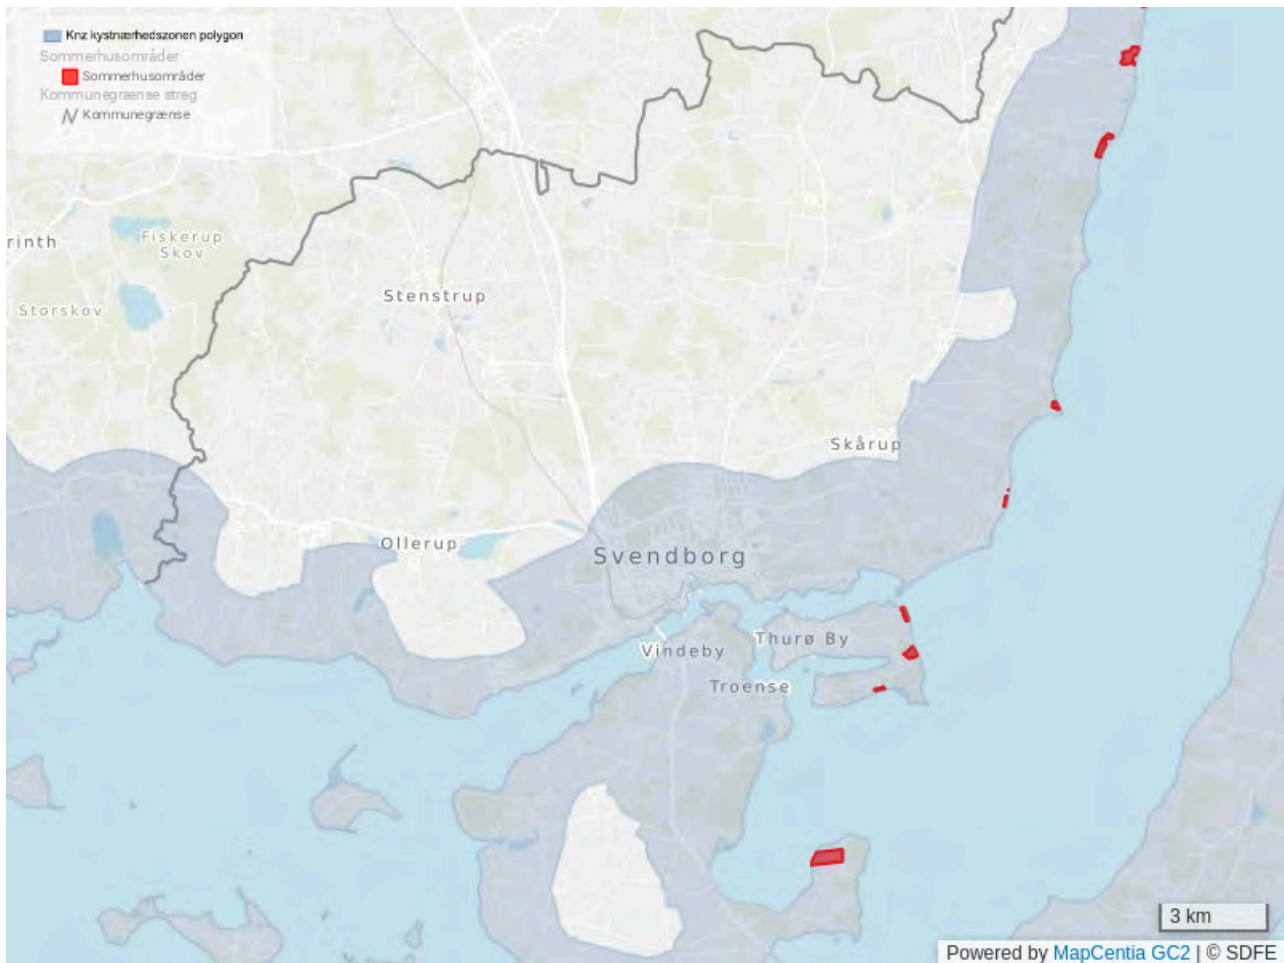 Knz kystnærhedszonen polygon
Sommerhusområder
Sommerhusområder
Kommunegrænse streg
Kommunegrænse
rinth
Fiskerup
Skov
Storskov
Stenstrup
Skårup
Ollerup
Svendborg
Thurø By
Vindeby
Troense
3 km
Powered by MapCentia GC2 | © SDFE